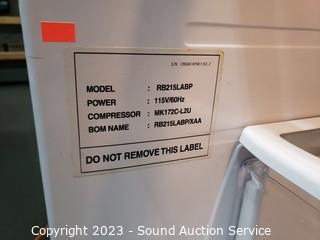 MODEL : RB215LABP
POWER : 115V/60Hz
COMPRESSOR : MK172C-L2U
BOM NAME : RB215LABP/XAA
DO NOT REMOVE THIS LABEL
Copyright © 2023 - Sound Auction Service